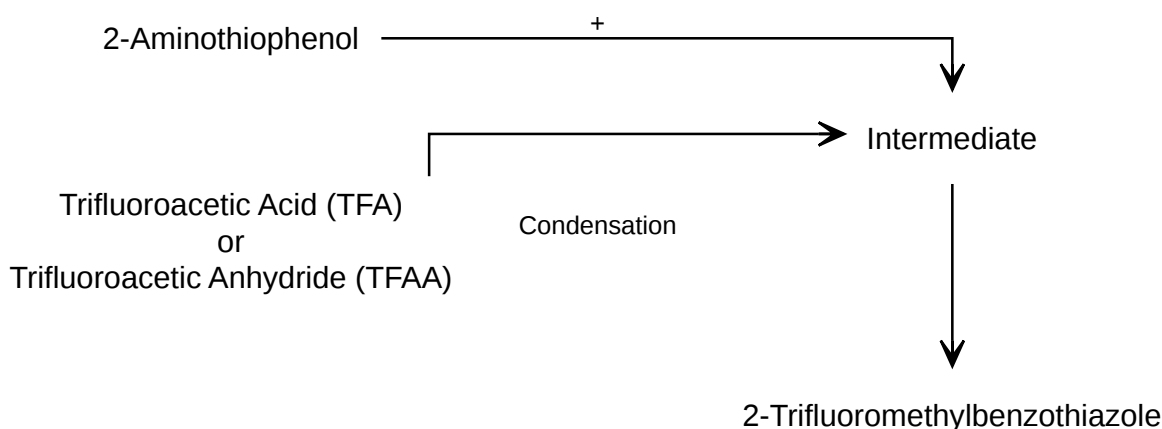 +
2-Aminothiophenol
Intermediate
Trifluoroacetic Acid (TFA)
or
Trifluoroacetic Anhydride (TFAA)
Condensation
2-Trifluoromethylbenzothiazole